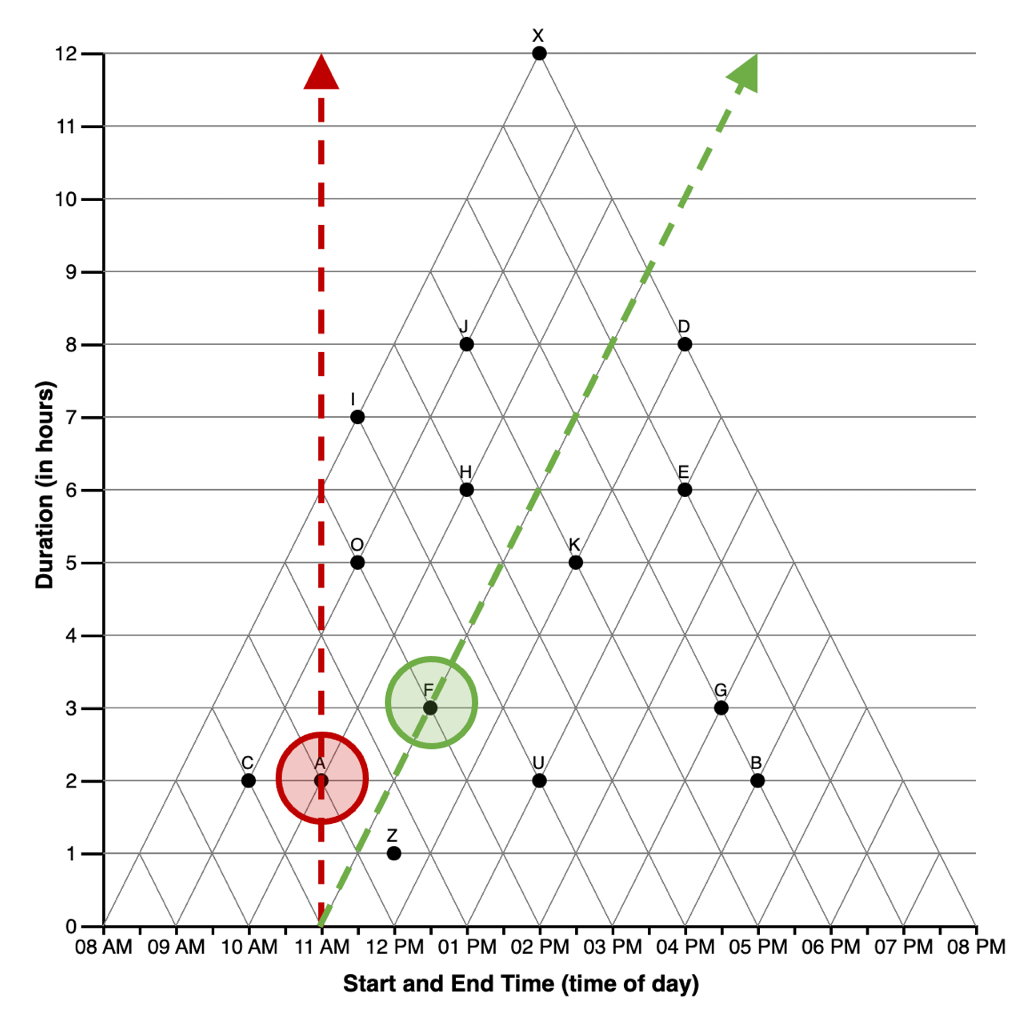 X
12
11
10
9
J
D
8
I
7
H
E
6
O
K
5
4
F
G
3
C
A
U
B
2
Z
1
0
08 AM 09 AM 10 AM 11 AM 12 PM 01 PM 02 PM 03 PM 04 PM 05 PM 06 PM 07 PM 08 PM
Start and End Time (time of day)
Duration (in hours)